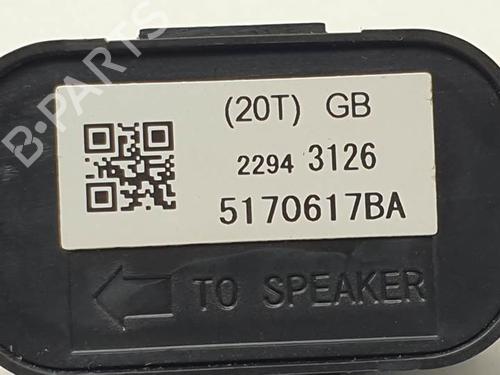 B-PARTS
(20T) GB
2294 3126
5170617BA
TO SPEAKER